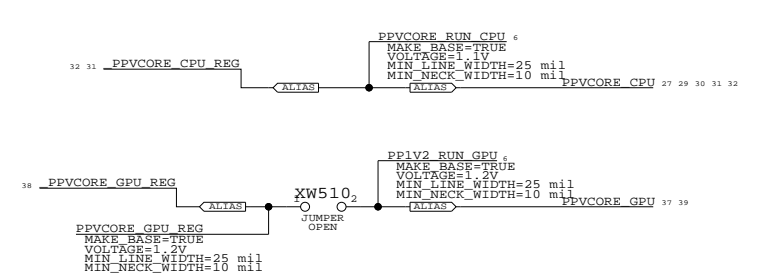 PPVCORE_RUN_CPU 6
MAKE_BASE=TRUE
VOLTAGE=1.1V
MIN_LINE_WIDTH=25 mil
MIN_NECK_WIDTH=10 mil
32 31 _PPVCORE_CPU_REG
ALIAS
ALIAS
PPVCORE_CPU 27 29 30 31 32
PP1V2_RUN_GPU 6
MAKE_BASE=TRUE
VOLTAGE=1.2V
MIN_LINE_WIDTH=25 mil
MIN_NECK_WIDTH=10 mil
38 _PPVCORE_GPU_REG
ALIAS
XW510
1
2
JUMPER
OPEN
ALIAS
PPVCORE_GPU 37 39
PPVCORE_GPU_REG
MAKE_BASE=TRUE
VOLTAGE=1.2V
MIN_LINE_WIDTH=25 mil
MIN_NECK_WIDTH=10 mil